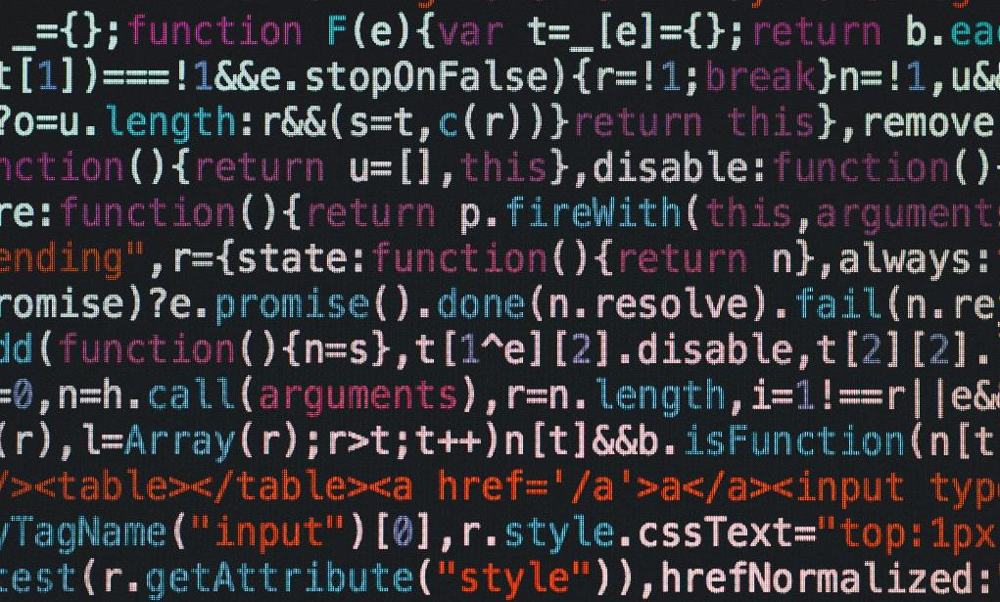 _={};function F(e){var t=_[e]={};return b.eac
t[1])===!1&&e.stopOnFalse){r=!1;break}n=!1,u&&
?o=u.length:r&&(s=t,c(r))}return this},remove
nction(){return u=[],this},disable:function()
re:function(){return p.fireWith(this,arguments
ending",r={state:function(){return n},always:
romise)?e.promise().done(n.resolve).fail(n.re
dd(function(){n=s},t[1^e][2].disable,t[2][2].
=0,n=h.call(arguments),r=n.length,i=1!==r||e&&
(r),l=Array(r);r>t;t++)n[t]&&b.isFunction(n[t
/><table></table><a href='/a'>a</a><input type
yTagName("input")[0],r.style.cssText="top:1px
test(r.getAttribute("style")),hrefNormalized: